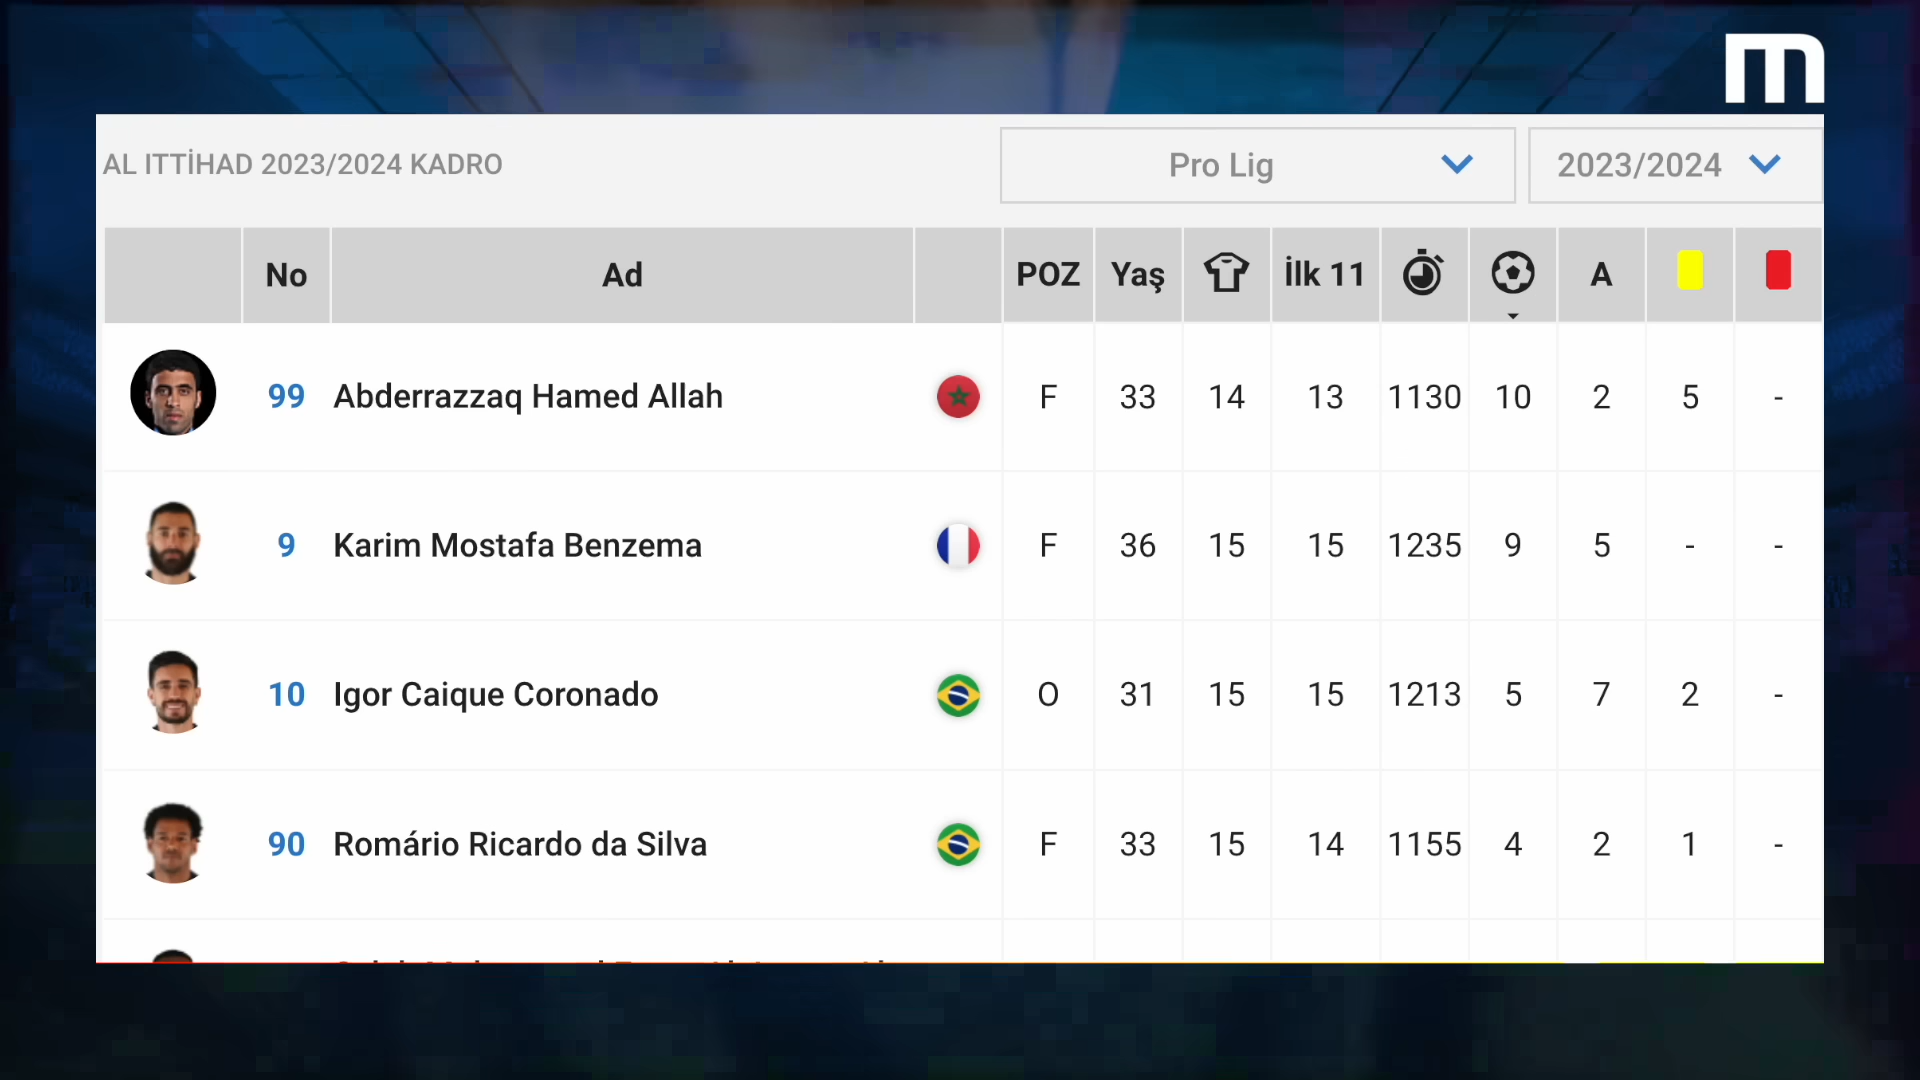 m
AL İTTİHAD 2023/2024 KADRO
Pro Lig
2023/2024
No Ad POZ Yaş İlk 11 A
99 Abderrazzaq Hamed Allah F 33 14 13 1130 10 2 5 -
9 Karim Mostafa Benzema F 36 15 15 1235 9 5 - -
10 Igor Caique Coronado O 31 15 15 1213 5 7 2 -
90 Romário Ricardo da Silva F 33 15 14 1155 4 2 1 -